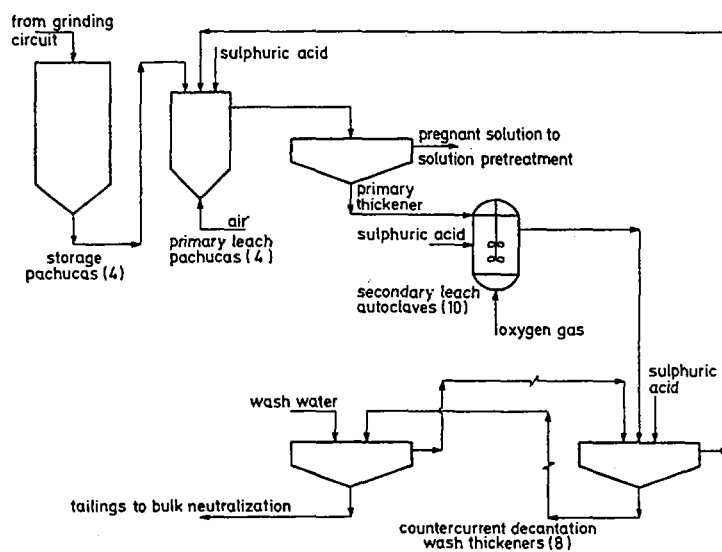 from grinding
circuit
sulphuric acid
pregnant solution to
solution pretreatment
primary
thickener
air
primary leach
pachucas (4)
storage
pachucas (4)
sulphuric acid
secondary leach
autoclaves (10)
oxygen gas
sulphuric
acid
wash water
tailings to bulk neutralization
countercurrent decantation
wash thickeners (8)